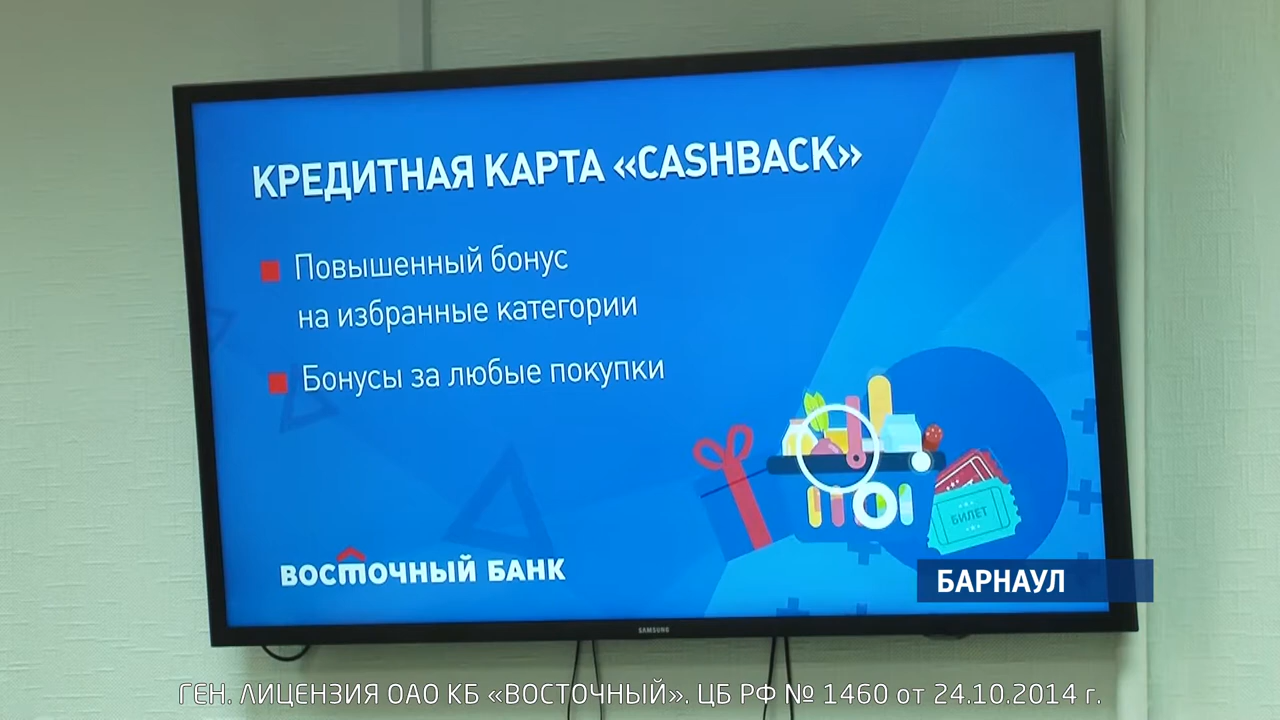 КРЕДИТНАЯ КАРТА «CASHBACK»
Повышенный бонус
на избранные категории
Бонусы за любые покупки
БИЛЕТ
ВОСТОЧНЫЙ БАНК
БАРНАУЛ
SAMSUNG
ГЕН. ЛИЦЕНЗИЯ ОАО КБ «ВОСТОЧНЫЙ». ЦБ РФ № 1460 от 24.10.2014 г.